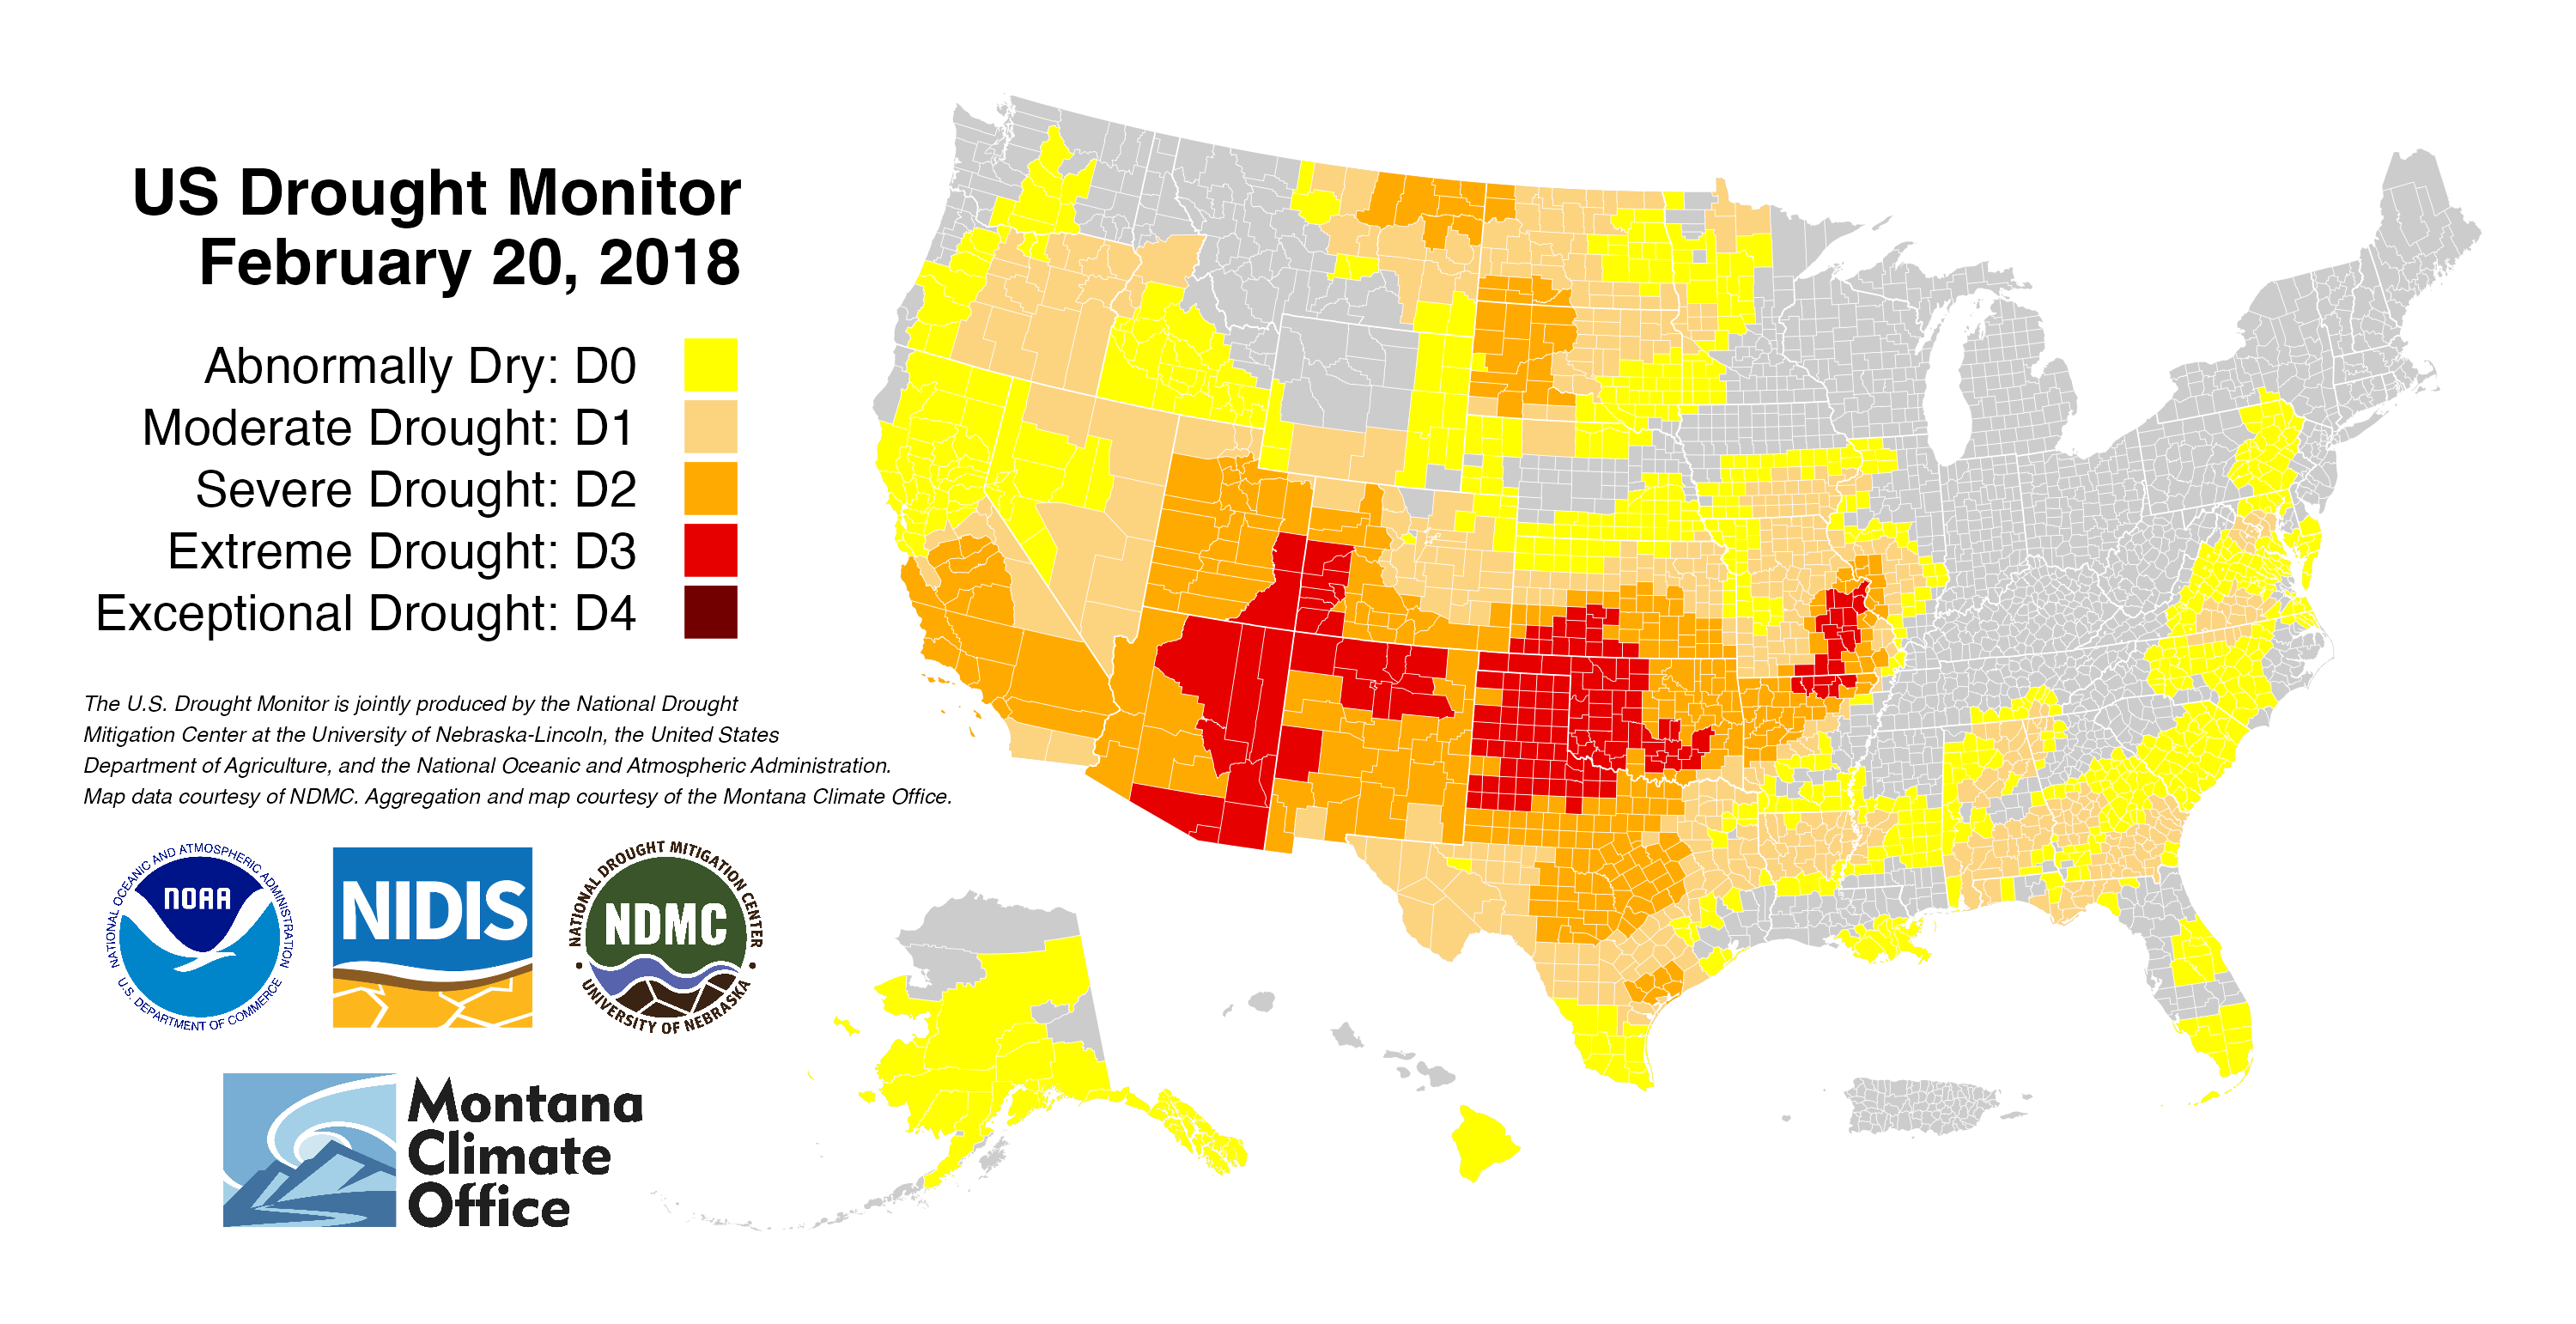 US Drought Monitor
February 20, 2018
Abnormally Dry: D0
Moderate Drought: D1
Severe Drought: D2
Extreme Drought: D3
Exceptional Drought: D4
The U.S. Drought Monitor is jointly produced by the National Drought
Mitigation Center at the University of Nebraska-Lincoln, the United States
Department of Agriculture, and the National Oceanic and Atmospheric Administration.
Map data courtesy of NDMC. Aggregation and map courtesy of the Montana Climate Office.
NATIONAL OCEANIC AND ATMOSPHERIC ADMINISTRATION
NOAA
U.S. DEPARTMENT OF COMMERCE
NIDIS
NATIONAL DROUGHT MITIGATION CENTER
NDMC
UNIVERSITY OF NEBRASKA
Montana
Climate
Office